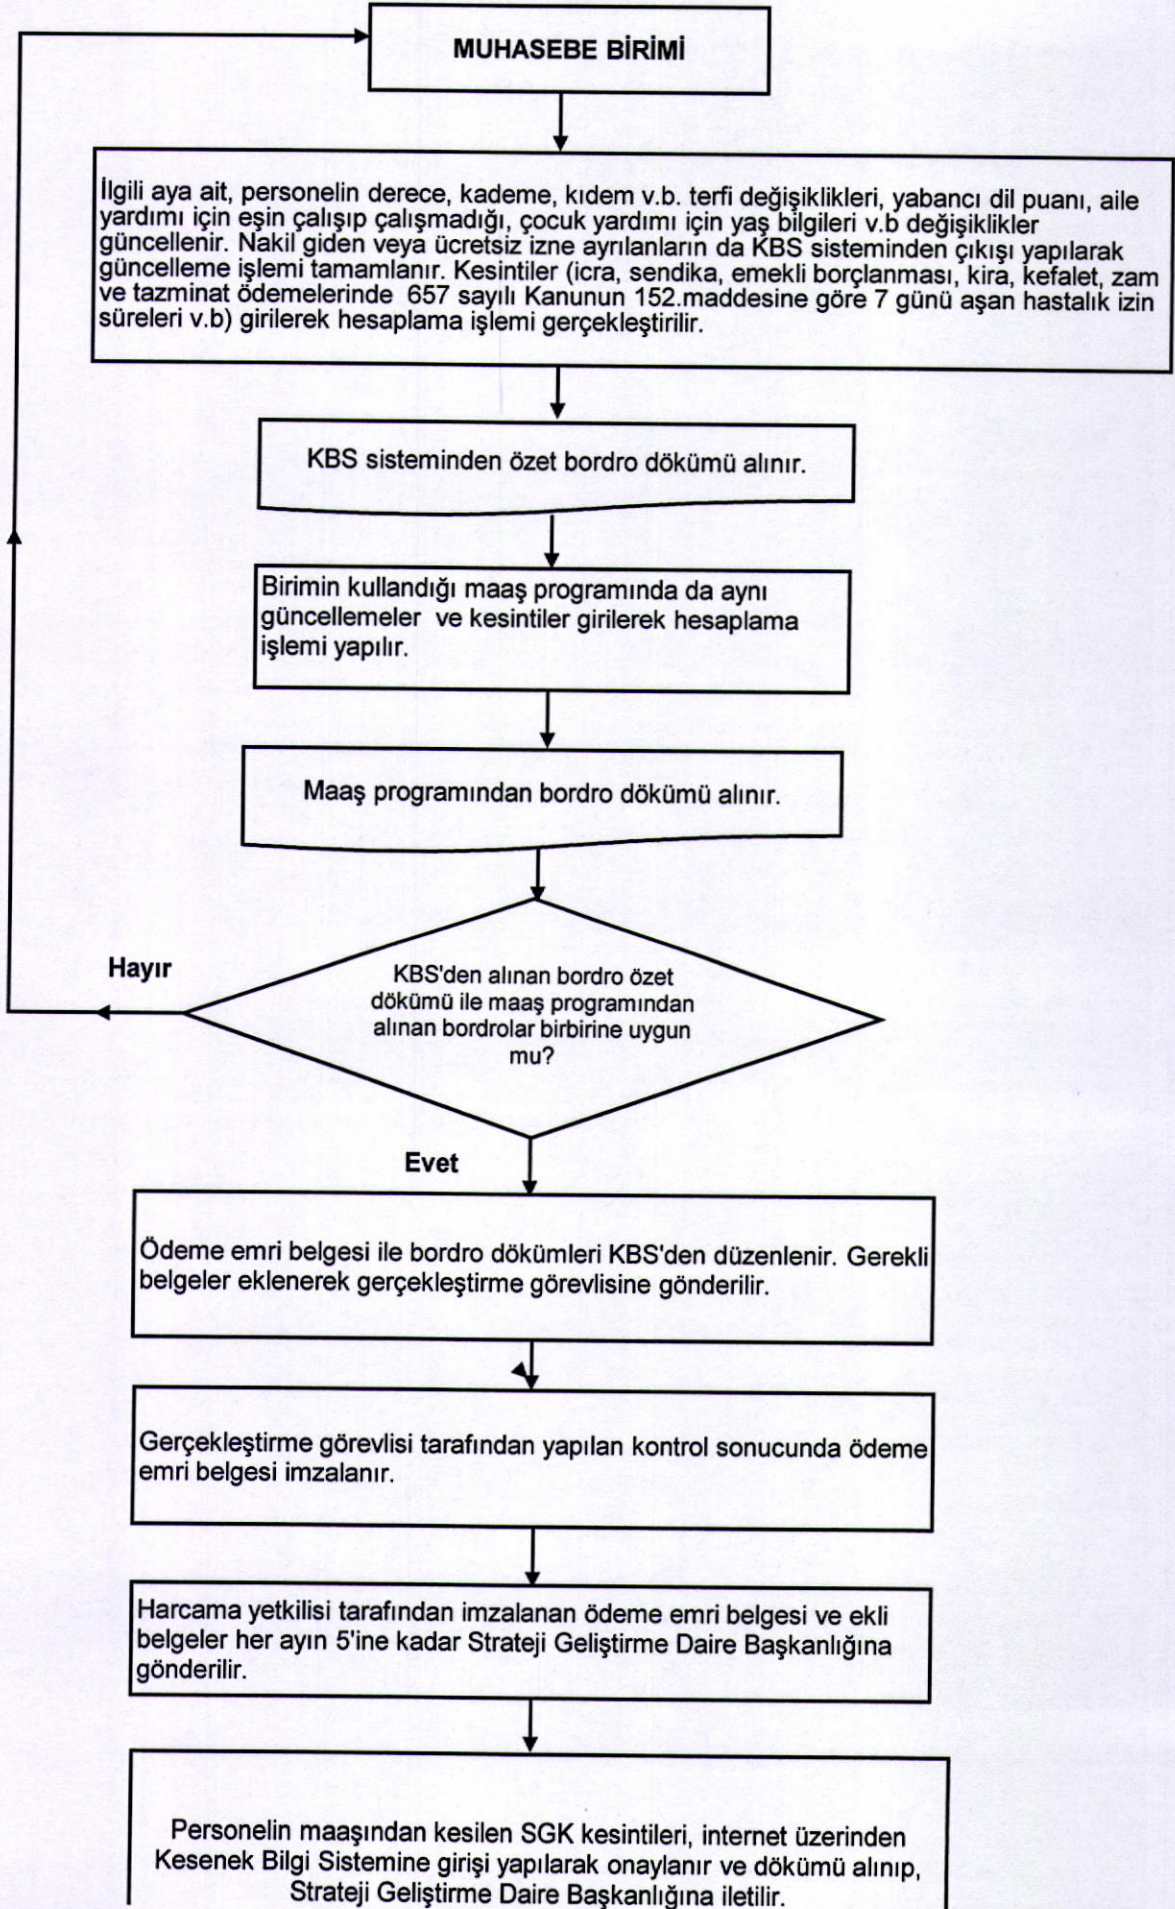 MUHASEBE BİRİMİ
İlgili aya ait, personelin derece, kademe, kıdem v.b. terfi değişiklikleri, yabancı dil puanı, aile
yardımı için eşin çalışıp çalışmadığı, çocuk yardımı için yaş bilgileri v.b değişiklikler
güncellenir. Nakil giden veya ücretsiz izne ayrılanların da KBS sisteminden çıkışı yapılarak
güncelleme işlemi tamamlanır. Kesintiler (icra, sendika, emekli borçlanması, kira, kefalet, zam
ve tazminat ödemelerinde 657 sayılı Kanunun 152.maddesine göre 7 günü aşan hastalık izin
süreleri v.b) girilerek hesaplama işlemi gerçekleştirilir.
KBS sisteminden özet bordro dökümü alınır.
Birimin kullandığı maaş programında da aynı
güncellemeler ve kesintiler girilerek hesaplama
işlemi yapılır.
Maaş programından bordro dökümü alınır.
Hayır
KBS'den alınan bordro özet
dökümü ile maaş programından
alınan bordrolar birbirine uygun
mu?
Evet
Ödeme emri belgesi ile bordro dökümleri KBS'den düzenlenir. Gerekli
belgeler eklenerek gerçekleştirme görevlisine gönderilir.
Gerçekleştirme görevlisi tarafından yapılan kontrol sonucunda ödeme
emri belgesi imzalanır.
Harcama yetkilisi tarafından imzalanan ödeme emri belgesi ve ekli
belgeler her ayın 5'ine kadar Strateji Geliştirme Daire Başkanlığına
gönderilir.
Personelin maaşından kesilen SGK kesintileri, internet üzerinden
Kesenek Bilgi Sistemine girişi yapılarak onaylanır ve dökümü alınıp,
Strateji Geliştirme Daire Başkanlığına iletilir.